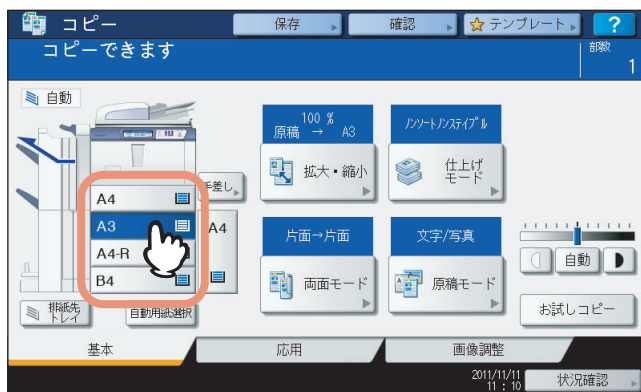 コピー
保存
確認
テンプレート
?
コピーできます
部数
1
自動
100 %
原稿 → A3
ノンソートノンステイプル
拡大・縮小
仕上げ
モード
手差し
A4
A3
A4
A4-R
B4
片面→片面
文字/写真
両面モード
原稿モード
自動
排紙先
トレイ
自動用紙選択
お試しコピー
基本
応用
画像調整
2011/11/11
11 : 10
状況確認